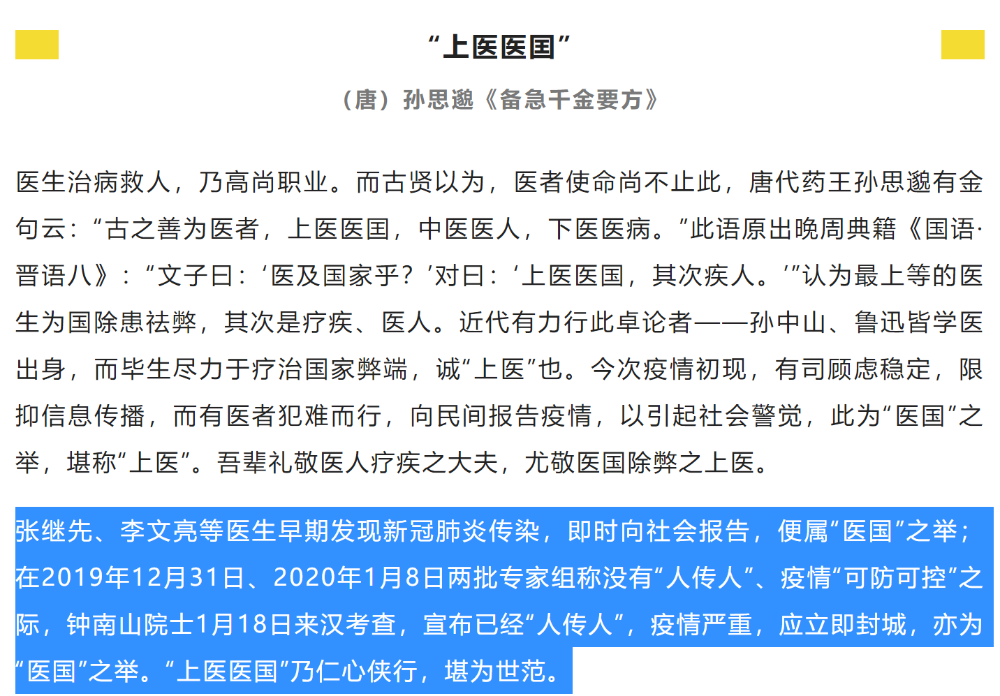 “上医医国”
（唐）孙思邈《备急千金要方》
医生治病救人，乃高尚职业。而古贤以为，医者使命尚不止此，唐代药王孙思邈有金
句云：“古之善为医者，上医医国，中医医人，下医医病。”此语原出晚周典籍《国语·
晋语八》：“文子曰：‘医及国家乎？’对曰：‘上医医国，其次疾人。’”认为最上等的医
生为国除患祛弊，其次是疗疾、医人。近代有力行此卓论者——孙中山、鲁迅皆学医
出身，而毕生尽力于疗治国家弊端，诚“上医”也。今次疫情初现，有司顾虑稳定，限
抑信息传播，而有医者犯难而行，向民间报告疫情，以引起社会警觉，此为“医国”之
举，堪称“上医”。吾辈礼敬医人疗疾之大夫，尤敬医国除弊之上医。
张继先、李文亮等医生早期发现新冠肺炎传染，即时向社会报告，便属“医国”之举；
在2019年12月31日、2020年1月8日两批专家组称没有“人传人”、疫情“可防可控”之
际，钟南山院士1月18日来汉考查，宣布已经“人传人”，疫情严重，应立即封城，亦为
“医国”之举。“上医医国”乃仁心侠行，堪为世范。